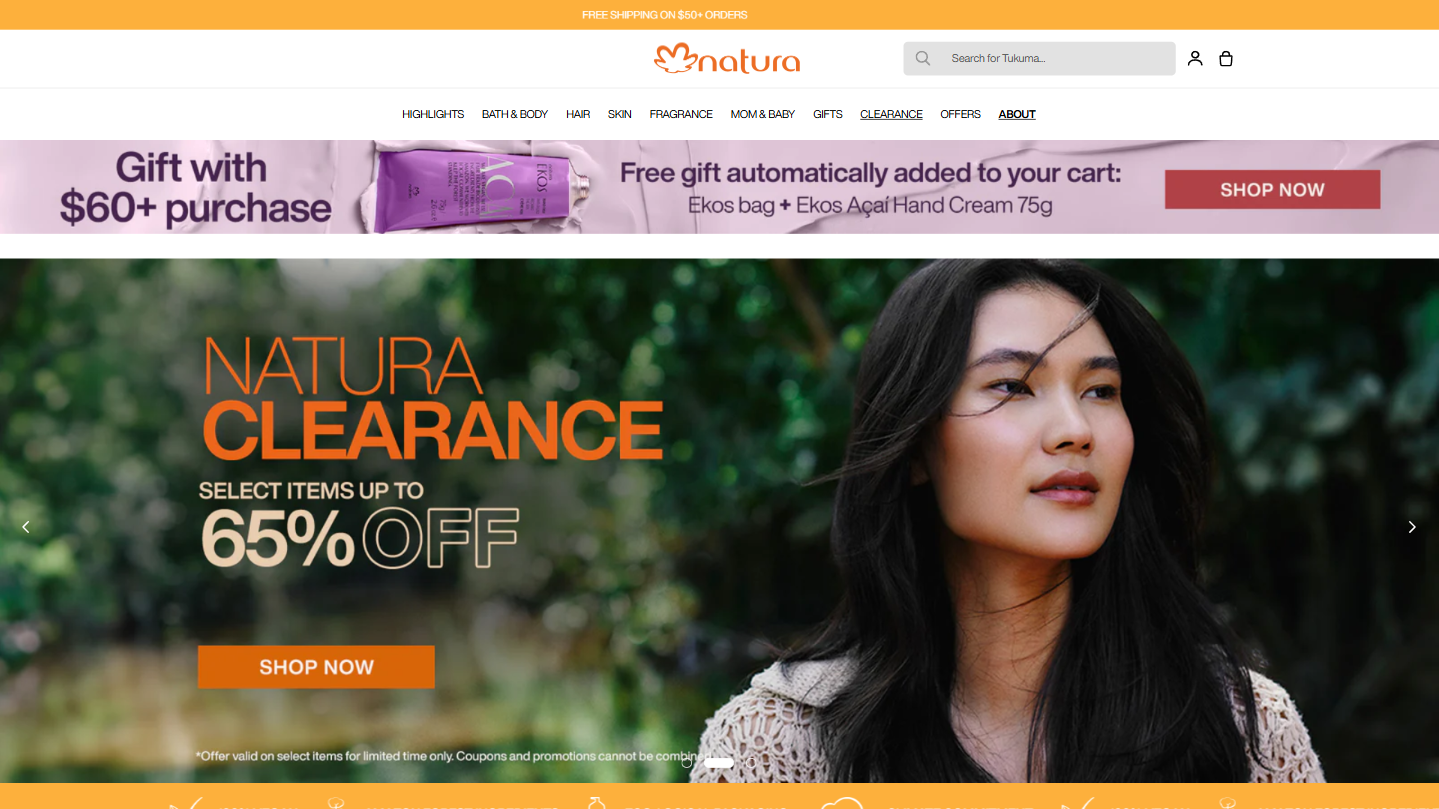 FREE SHIPPING ON $50+ ORDERS
natura
Search for Tukuma...
HIGHLIGHTS BATH & BODY HAIR SKIN FRAGRANCE MOM & BABY GIFTS CLEARANCE OFFERS ABOUT
Gift with
$60+ purchase
EKOS
Free gift automatically added to your cart:
Ekos bag + Ekos Açaí Hand Cream 75g
SHOP NOW
NATURA
CLEARANCE
SELECT ITEMS UP TO
65% OFF
SHOP NOW
*Offer valid on select items for limited time only. Coupons and promotions cannot be combined